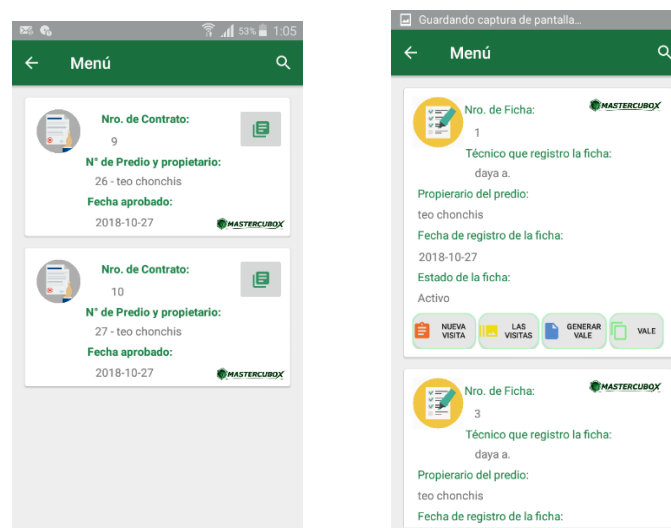 53% 1:05
Menú
Nro. de Contrato:
9
N° de Predio y propietario:
26 - teo chonchis
Fecha aprobado:
2018-10-27
MASTERCUBOX
Nro. de Contrato:
10
N° de Predio y propietario:
27 - teo chonchis
Fecha aprobado:
2018-10-27
MASTERCUBOX
Guardando captura de pantalla...
Menú
Nro. de Ficha:
MASTERCUBOX
1
Técnico que registro la ficha:
daya a.
Propierario del predio:
teo chonchis
Fecha de registro de la ficha:
2018-10-27
Estado de la ficha:
Activo
NUEVA VISITA
LAS VISITAS
GENERAR VALE
VALE
Nro. de Ficha:
MASTERCUBOX
3
Técnico que registro la ficha:
daya a.
Propierario del predio:
teo chonchis
Fecha de registro de la ficha: